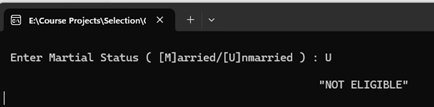 E:\Course Projects\Selection\(
Enter Martial Status ( [M]arried/[U]nmarried ) : U
"NOT ELIGIBLE"